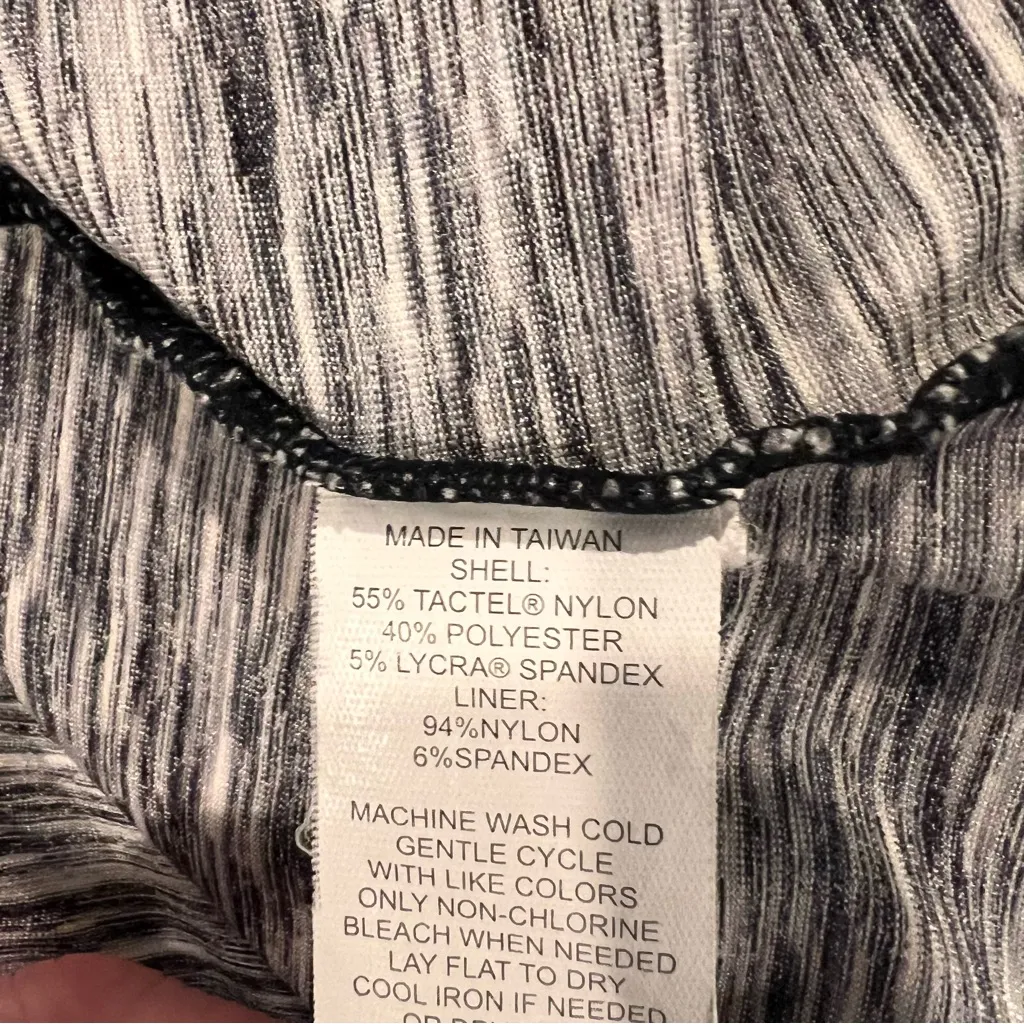 MADE IN TAIWAN
SHELL:
55% TACTEL® NYLON
40% POLYESTER
5% LYCRA® SPANDEX
LINER:
94%NYLON
6%SPANDEX
MACHINE WASH COLD
GENTLE CYCLE
WITH LIKE COLORS
ONLY NON-CHLORINE
BLEACH WHEN NEEDED
LAY FLAT TO DRY
COOL IRON IF NEEDED
OR